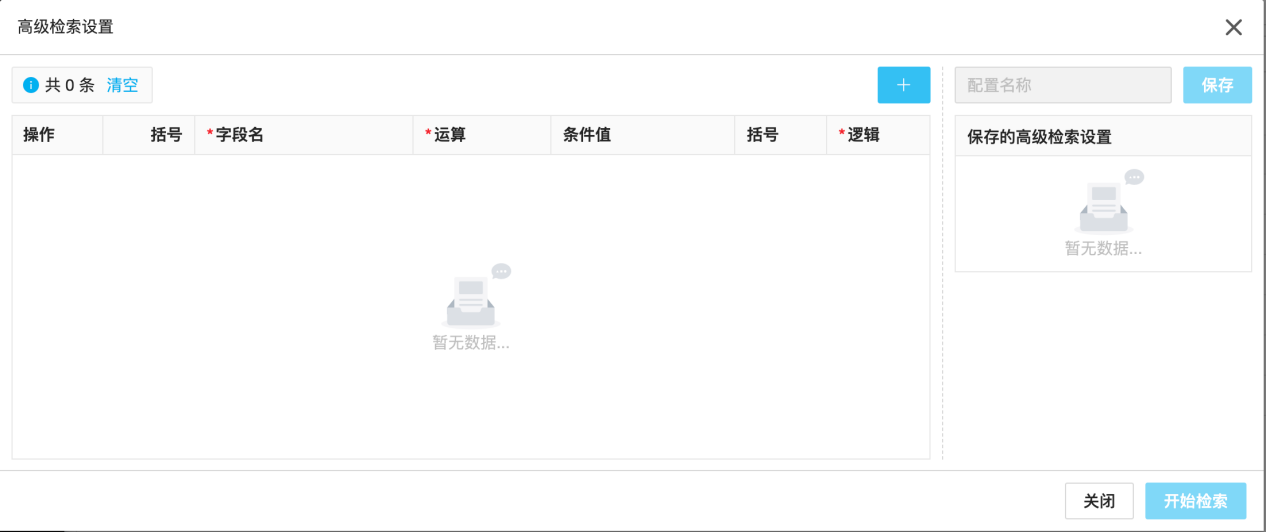 高级检索设置
共 0 条 清空
配置名称 保存
操作 括号 *字段名 *运算 条件值 括号 *逻辑
保存的高级检索设置
暂无数据...
暂无数据...
关闭 开始检索